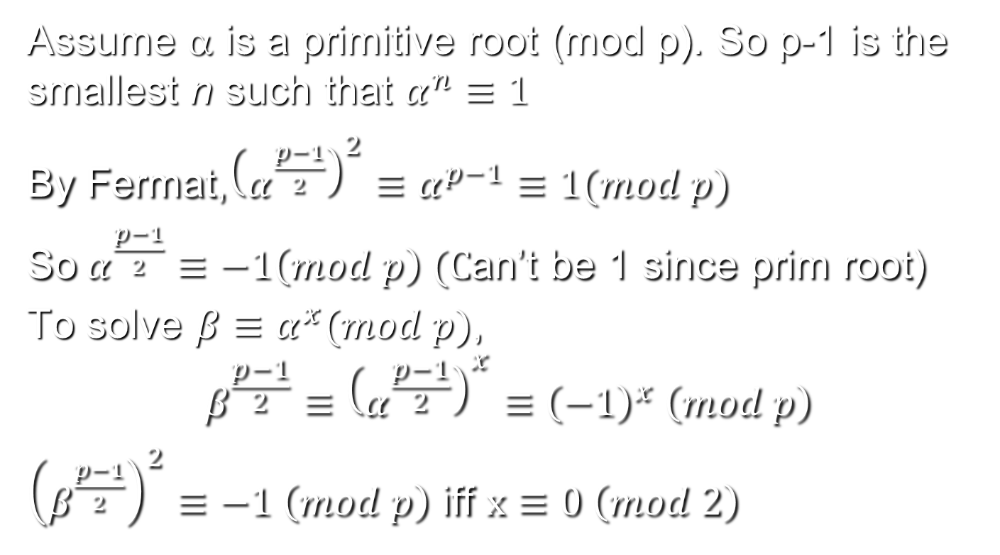 Assume α is a primitive root (mod p). So p-1 is the
smallest n such that αⁿ ≡ 1
By Fermat, (α^((p−1)/2))² ≡ α^(p−1) ≡ 1(mod p)
So α^((p−1)/2) ≡ −1(mod p) (Can't be 1 since prim root)
To solve β ≡ αˣ(mod p),
β^((p−1)/2) ≡ (α^((p−1)/2))ˣ ≡ (−1)ˣ (mod p)
(β^((p−1)/2))² ≡ −1 (mod p) iff x ≡ 0 (mod 2)